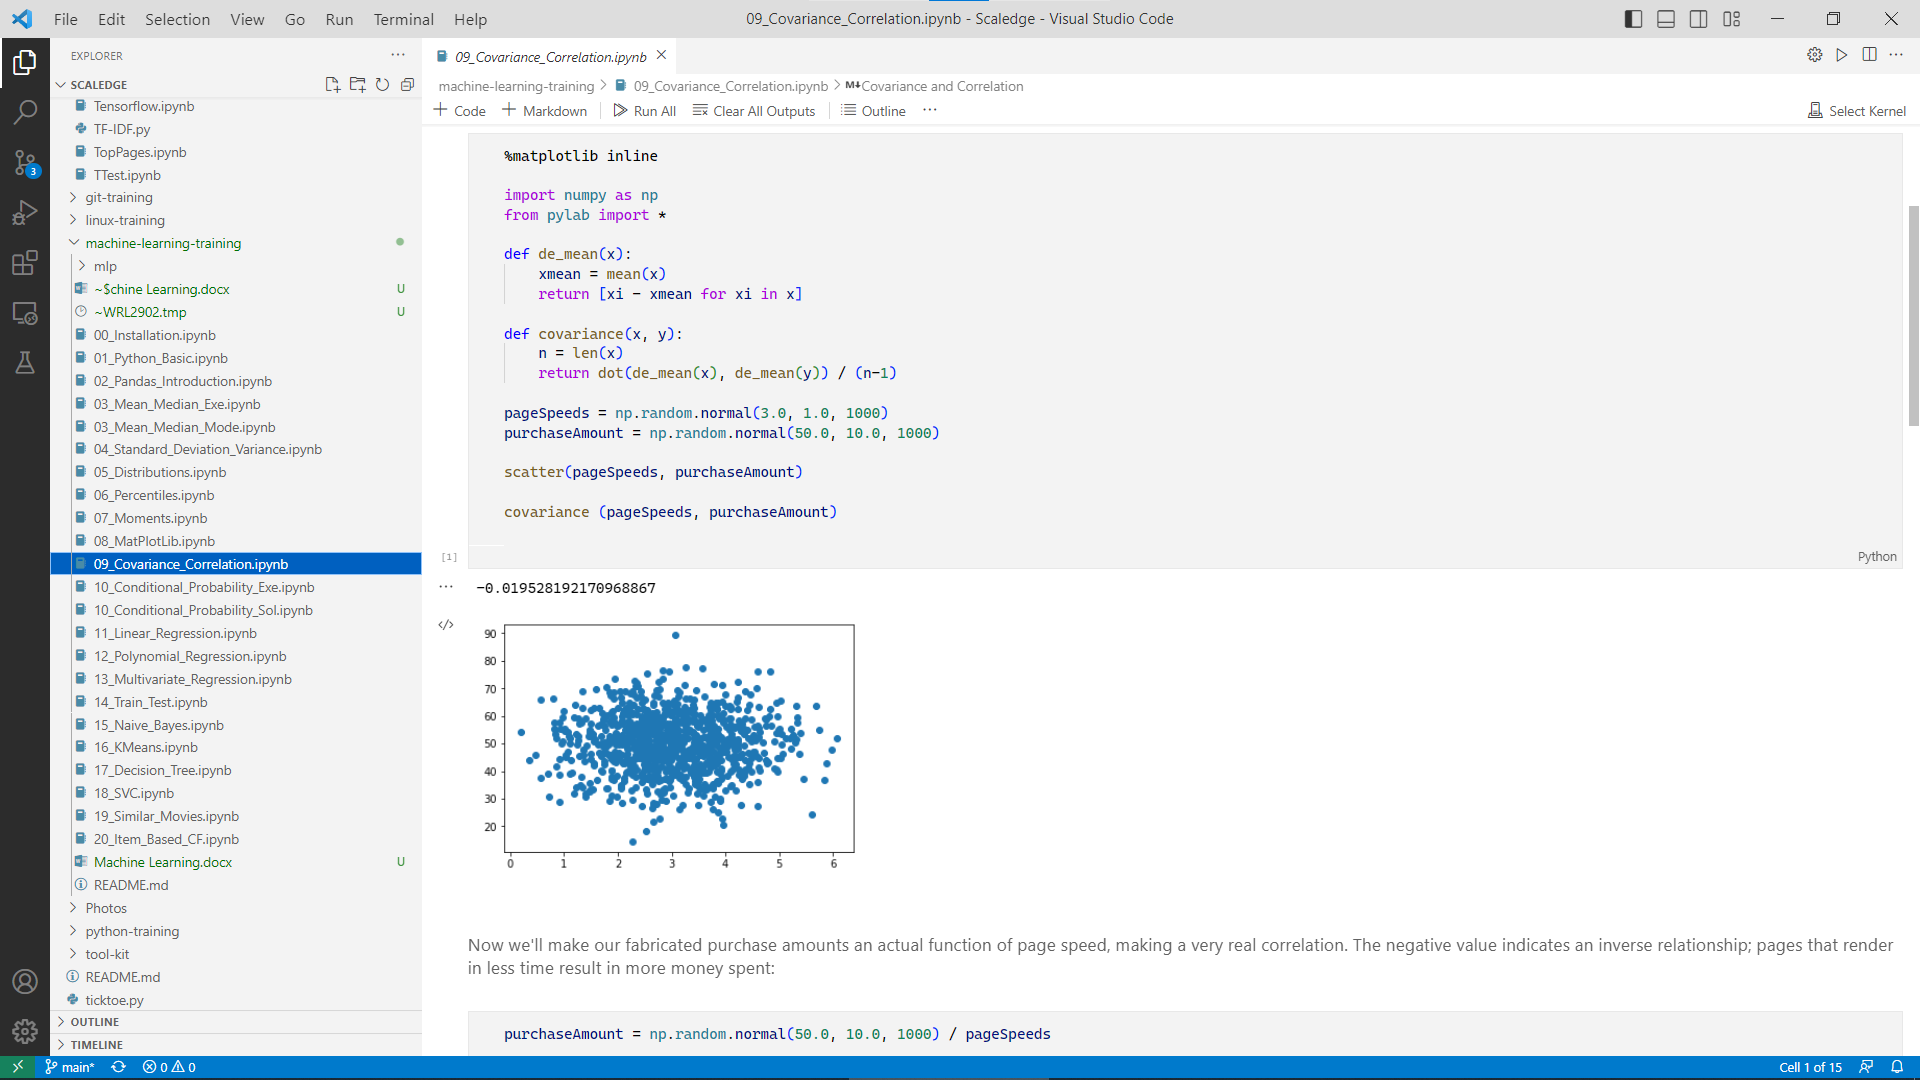 File Edit Selection View Go Run Terminal Help
09_Covariance_Correlation.ipynb - Scaledge - Visual Studio Code
EXPLORER
SCALEDGE
Tensorflow.ipynb
TF-IDF.py
TopPages.ipynb
TTest.ipynb
git-training
linux-training
machine-learning-training
mlp
~$chine Learning.docx U
~WRL2902.tmp U
00_Installation.ipynb
01_Python_Basic.ipynb
02_Pandas_Introduction.ipynb
03_Mean_Median_Exe.ipynb
03_Mean_Median_Mode.ipynb
04_Standard_Deviation_Variance.ipynb
05_Distributions.ipynb
06_Percentiles.ipynb
07_Moments.ipynb
08_MatPlotLib.ipynb
09_Covariance_Correlation.ipynb
10_Conditional_Probability_Exe.ipynb
10_Conditional_Probability_Sol.ipynb
11_Linear_Regression.ipynb
12_Polynomial_Regression.ipynb
13_Multivariate_Regression.ipynb
14_Train_Test.ipynb
15_Naive_Bayes.ipynb
16_KMeans.ipynb
17_Decision_Tree.ipynb
18_SVC.ipynb
19_Similar_Movies.ipynb
20_Item_Based_CF.ipynb
Machine Learning.docx U
README.md
Photos
python-training
tool-kit
README.md
ticktoe.py
OUTLINE
TIMELINE
3
09_Covariance_Correlation.ipynb
machine-learning-training > 09_Covariance_Correlation.ipynb > M Covariance and Correlation
+ Code + Markdown Run All Clear All Outputs Outline ... Select Kernel
%matplotlib inline
import numpy as np
from pylab import *
def de_mean(x):
xmean = mean(x)
return [xi - xmean for xi in x]
def covariance(x, y):
n = len(x)
return dot(de_mean(x), de_mean(y)) / (n-1)
pageSpeeds = np.random.normal(3.0, 1.0, 1000)
purchaseAmount = np.random.normal(50.0, 10.0, 1000)
scatter(pageSpeeds, purchaseAmount)
covariance (pageSpeeds, purchaseAmount)
[1] Python
-0.019528192170968867
90
80
70
60
50
40
30
20
0 1 2 3 4 5 6
Now we'll make our fabricated purchase amounts an actual function of page speed, making a very real correlation. The negative value indicates an inverse relationship; pages that render
in less time result in more money spent:
purchaseAmount = np.random.normal(50.0, 10.0, 1000) / pageSpeeds
main* 0 0 Cell 1 of 15